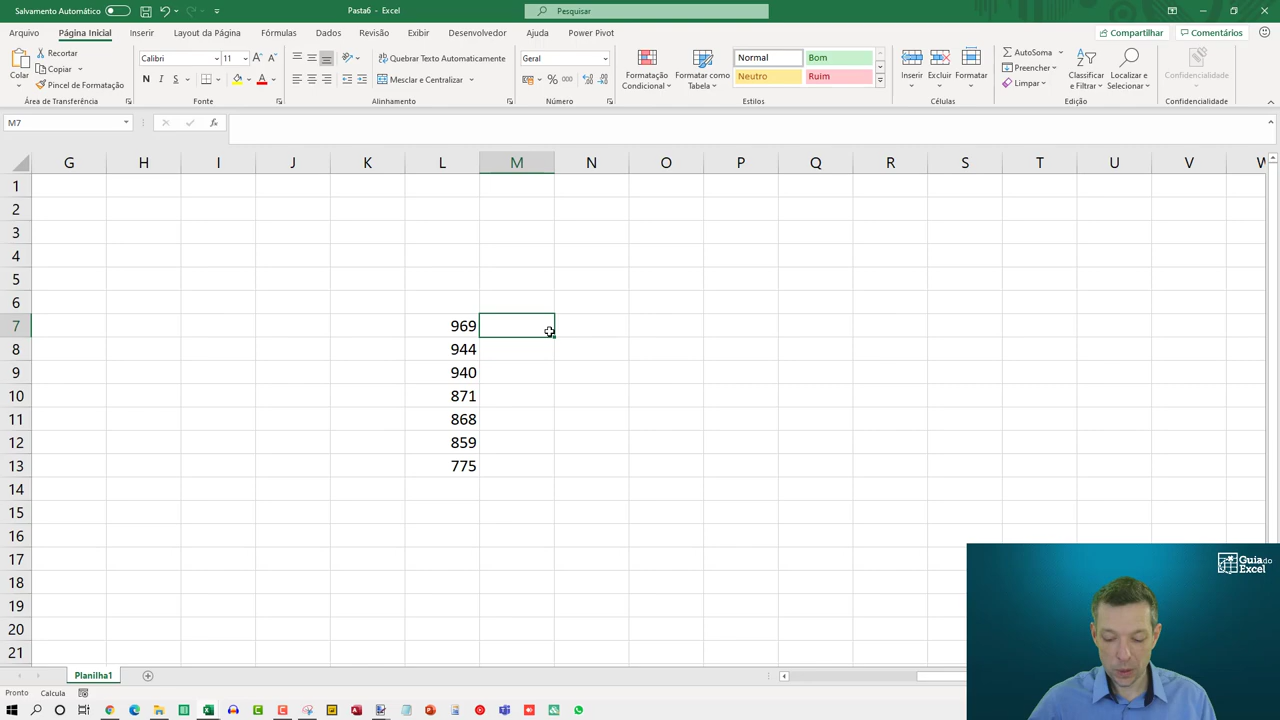 Salvamento Automático
Pasta6 - Excel
Pesquisar
Arquivo Página Inicial Inserir Layout da Página Fórmulas Dados Revisão Exibir Desenvolvedor Ajuda Power Pivot Compartilhar Comentários
Colar
Recortar
Copiar
Pincel de Formatação
Área de Transferência
Calibri 11
N I S
Fonte
Quebrar Texto Automaticamente
Mesclar e Centralizar
Alinhamento
Geral
% 000
Número
Formatação Condicional
Formatar como Tabela
Normal Bom
Neutro Ruim
Estilos
Inserir Excluir Formatar
Células
AutoSoma
Preencher
Limpar
Classificar e Filtrar
Localizar e Selecionar
Edição
Confidencialidade
Confidencialidade
M7
fx
G H I J K L M N O P Q R S T U V W
1
2
3
4
5
6
7 969
8 944
9 940
10 871
11 868
12 859
13 775
14
15
16
17
18
19
20
21
Guia do
Excel
Planilha1
Pronto Calcula